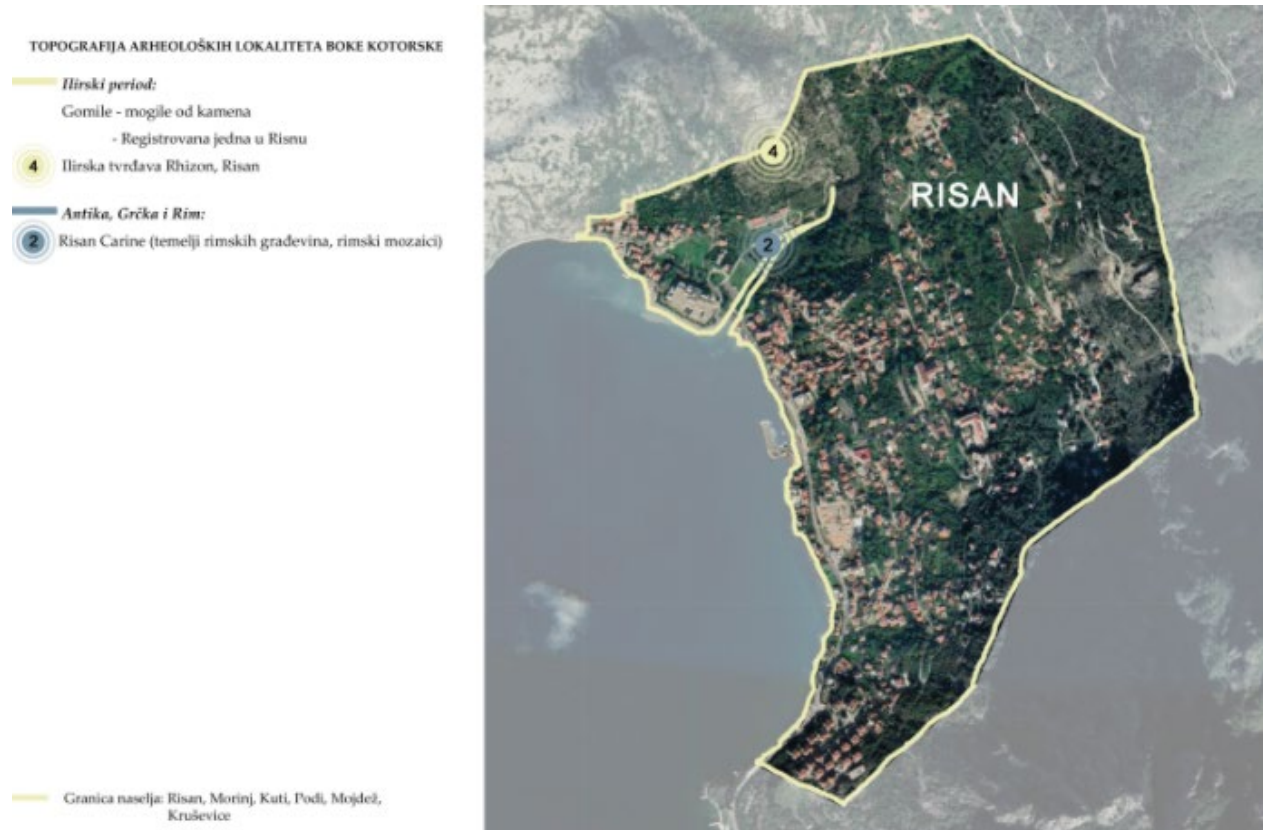 TOPOGRAFIJA ARHEOLOŠKIH LOKALITETA BOKE KOTORSKE
Ilirski period:
Gomile - mogile od kamena
- Registrovana jedna u Risnu
4 Ilirska tvrđava Rhizon, Risan
Antika, Grčka i Rim:
2 Risan Carine (temelji rimskih građevina, rimski mozaici)
Granica naselja: Risan, Morinj, Kuti, Podi, Mojdež,
Kruševice
4
RISAN
2